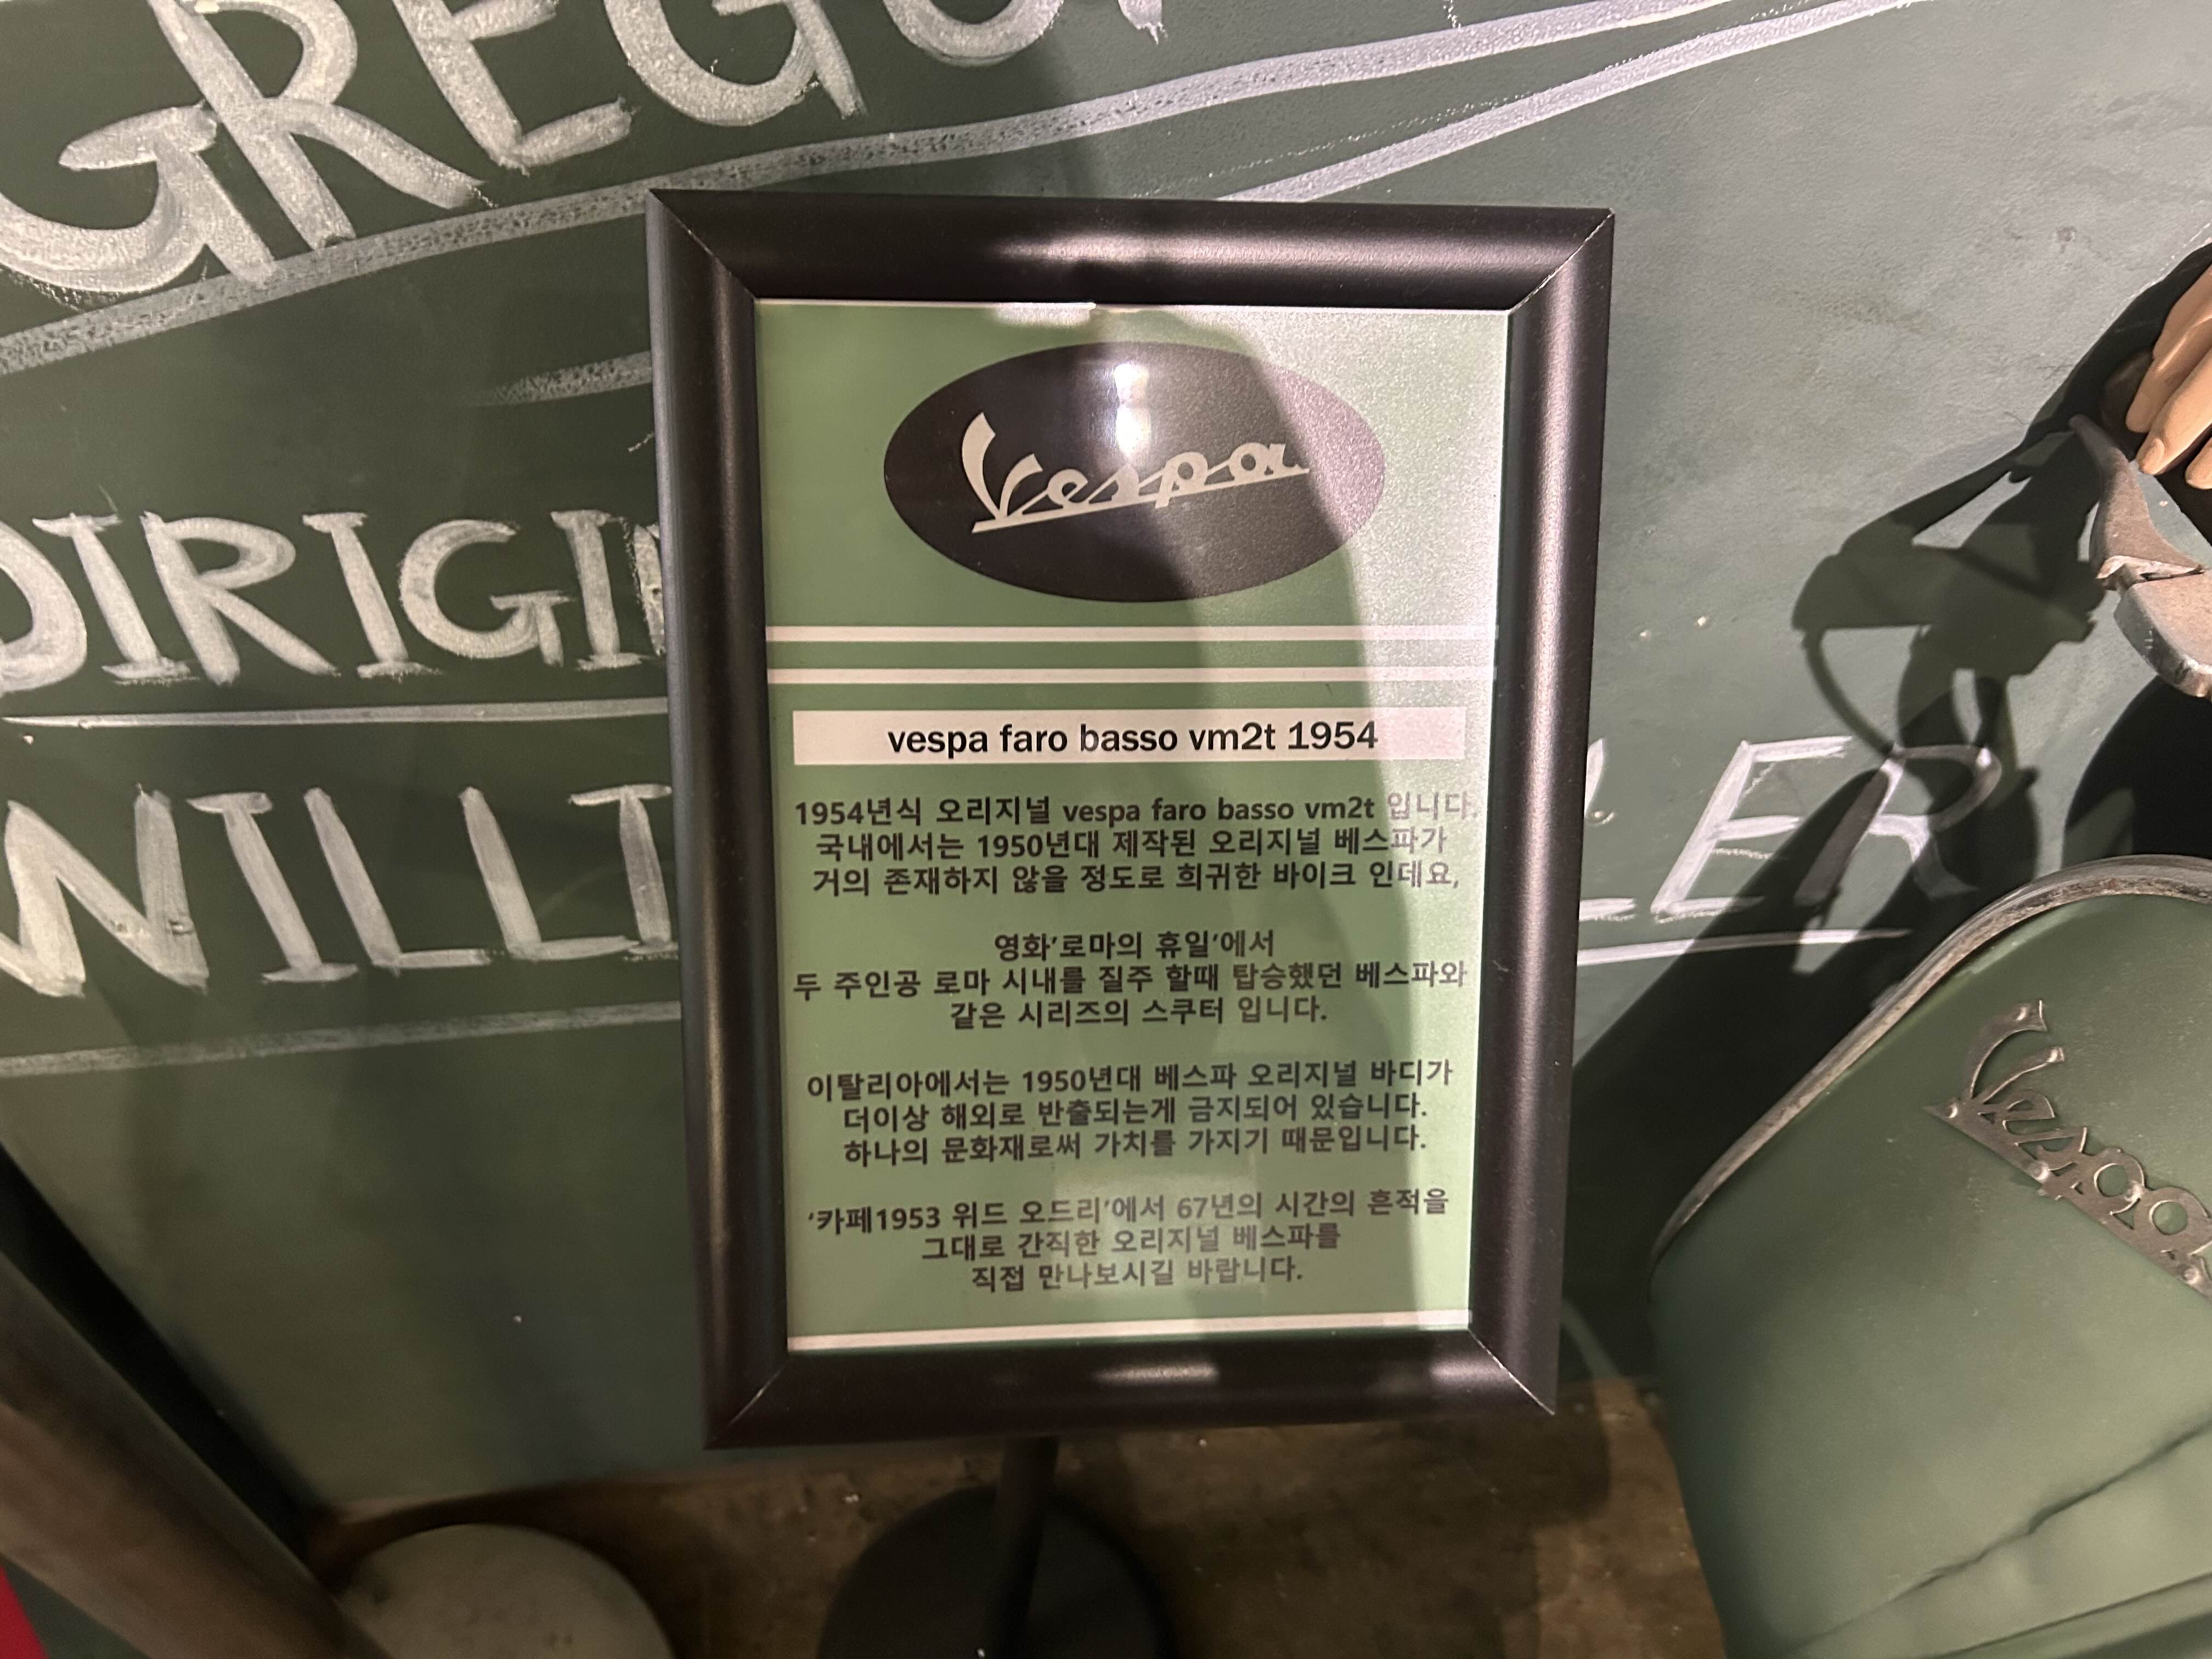 GREGO
DIRIGI
WILLI
LER
Vespa
vespa faro basso vm2t 1954
1954년식 오리지널 vespa faro basso vm2t 입니다.
국내에서는 1950년대 제작된 오리지널 베스파가
거의 존재하지 않을 정도로 희귀한 바이크 인데요,
영화'로마의 휴일'에서
두 주인공 로마 시내를 질주 할때 탑승했던 베스파와
같은 시리즈의 스쿠터 입니다.
이탈리아에서는 1950년대 베스파 오리지널 바디가
더이상 해외로 반출되는게 금지되어 있습니다.
하나의 문화재로써 가치를 가지기 때문입니다.
'카페1953 위드 오드리'에서 67년의 시간의 흔적을
그대로 간직한 오리지널 베스파를
직접 만나보시길 바랍니다.
Vespa